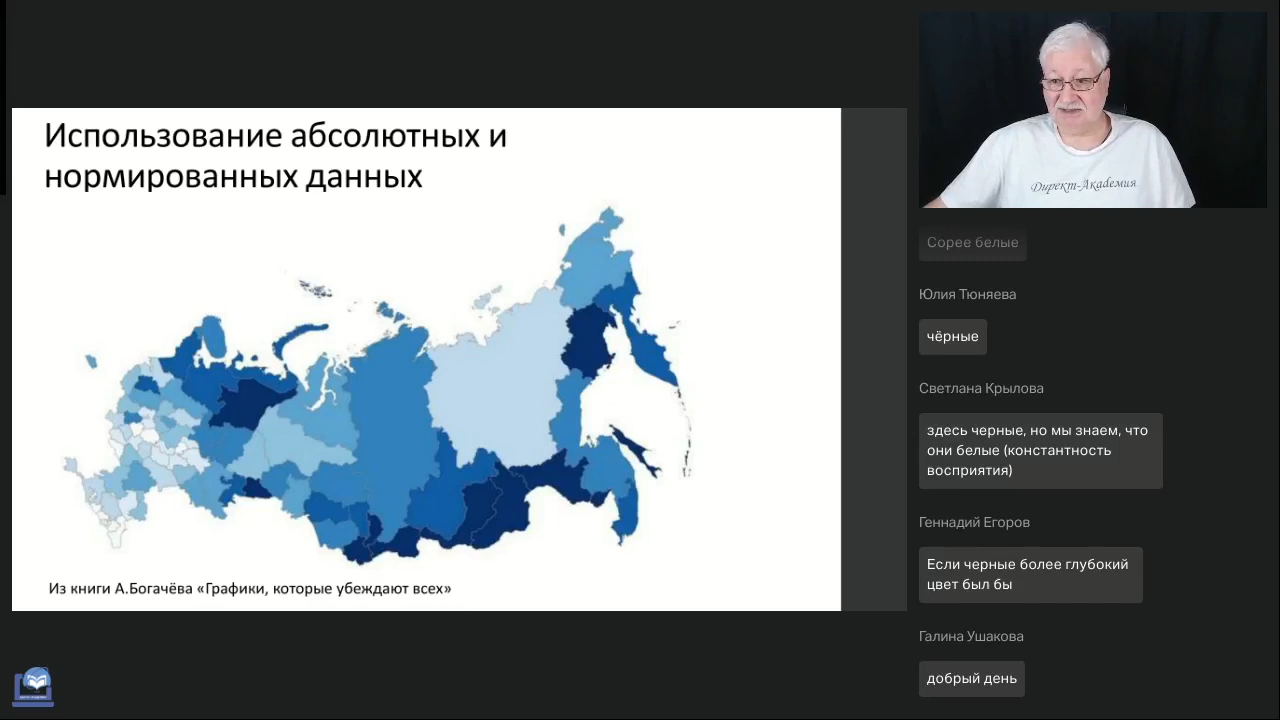 Использование абсолютных и
нормированных данных
Из книги А.Богачёва «Графики, которые убеждают всех»
Директ-Академия
Сорее белые
Юлия Тюняева
чёрные
Светлана Крылова
здесь черные, но мы знаем, что
они белые (константность
восприятия)
Геннадий Егоров
Если черные более глубокий
цвет был бы
Галина Ушакова
добрый день